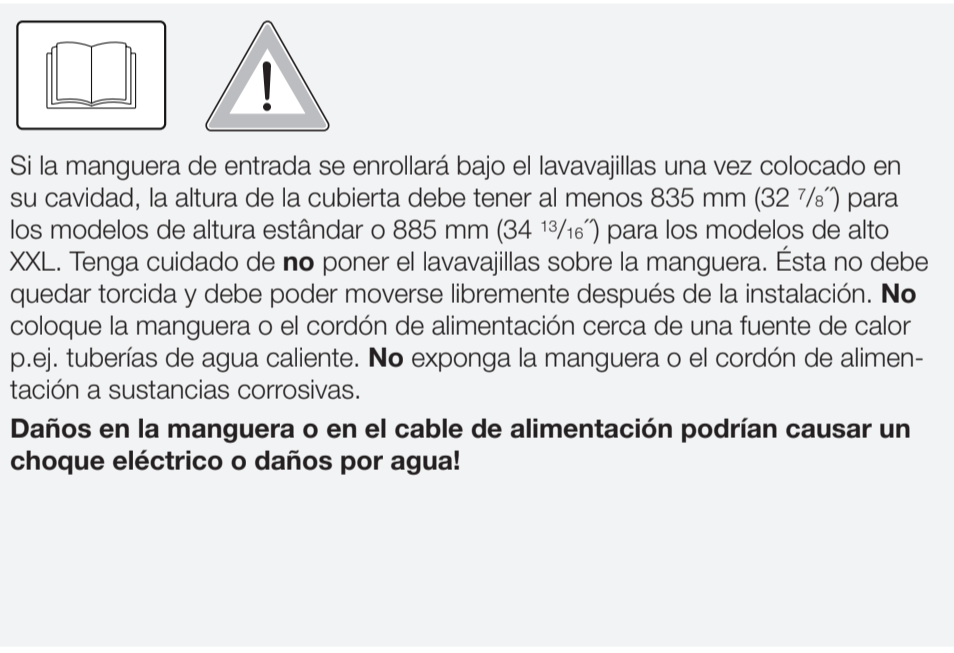 Si la manguera de entrada se enrollará bajo el lavavajillas una vez colocado en
su cavidad, la altura de la cubierta debe tener al menos 835 mm (32 7/8˝) para
los modelos de altura estândar o 885 mm (34 13/16˝) para los modelos de alto
XXL. Tenga cuidado de no poner el lavavajillas sobre la manguera. Ésta no debe
quedar torcida y debe poder moverse libremente después de la instalación. No
coloque la manguera o el cordón de alimentación cerca de una fuente de calor
p.ej. tuberías de agua caliente. No exponga la manguera o el cordón de alimen-
tación a sustancias corrosivas.
Daños en la manguera o en el cable de alimentación podrían causar un
choque eléctrico o daños por agua!